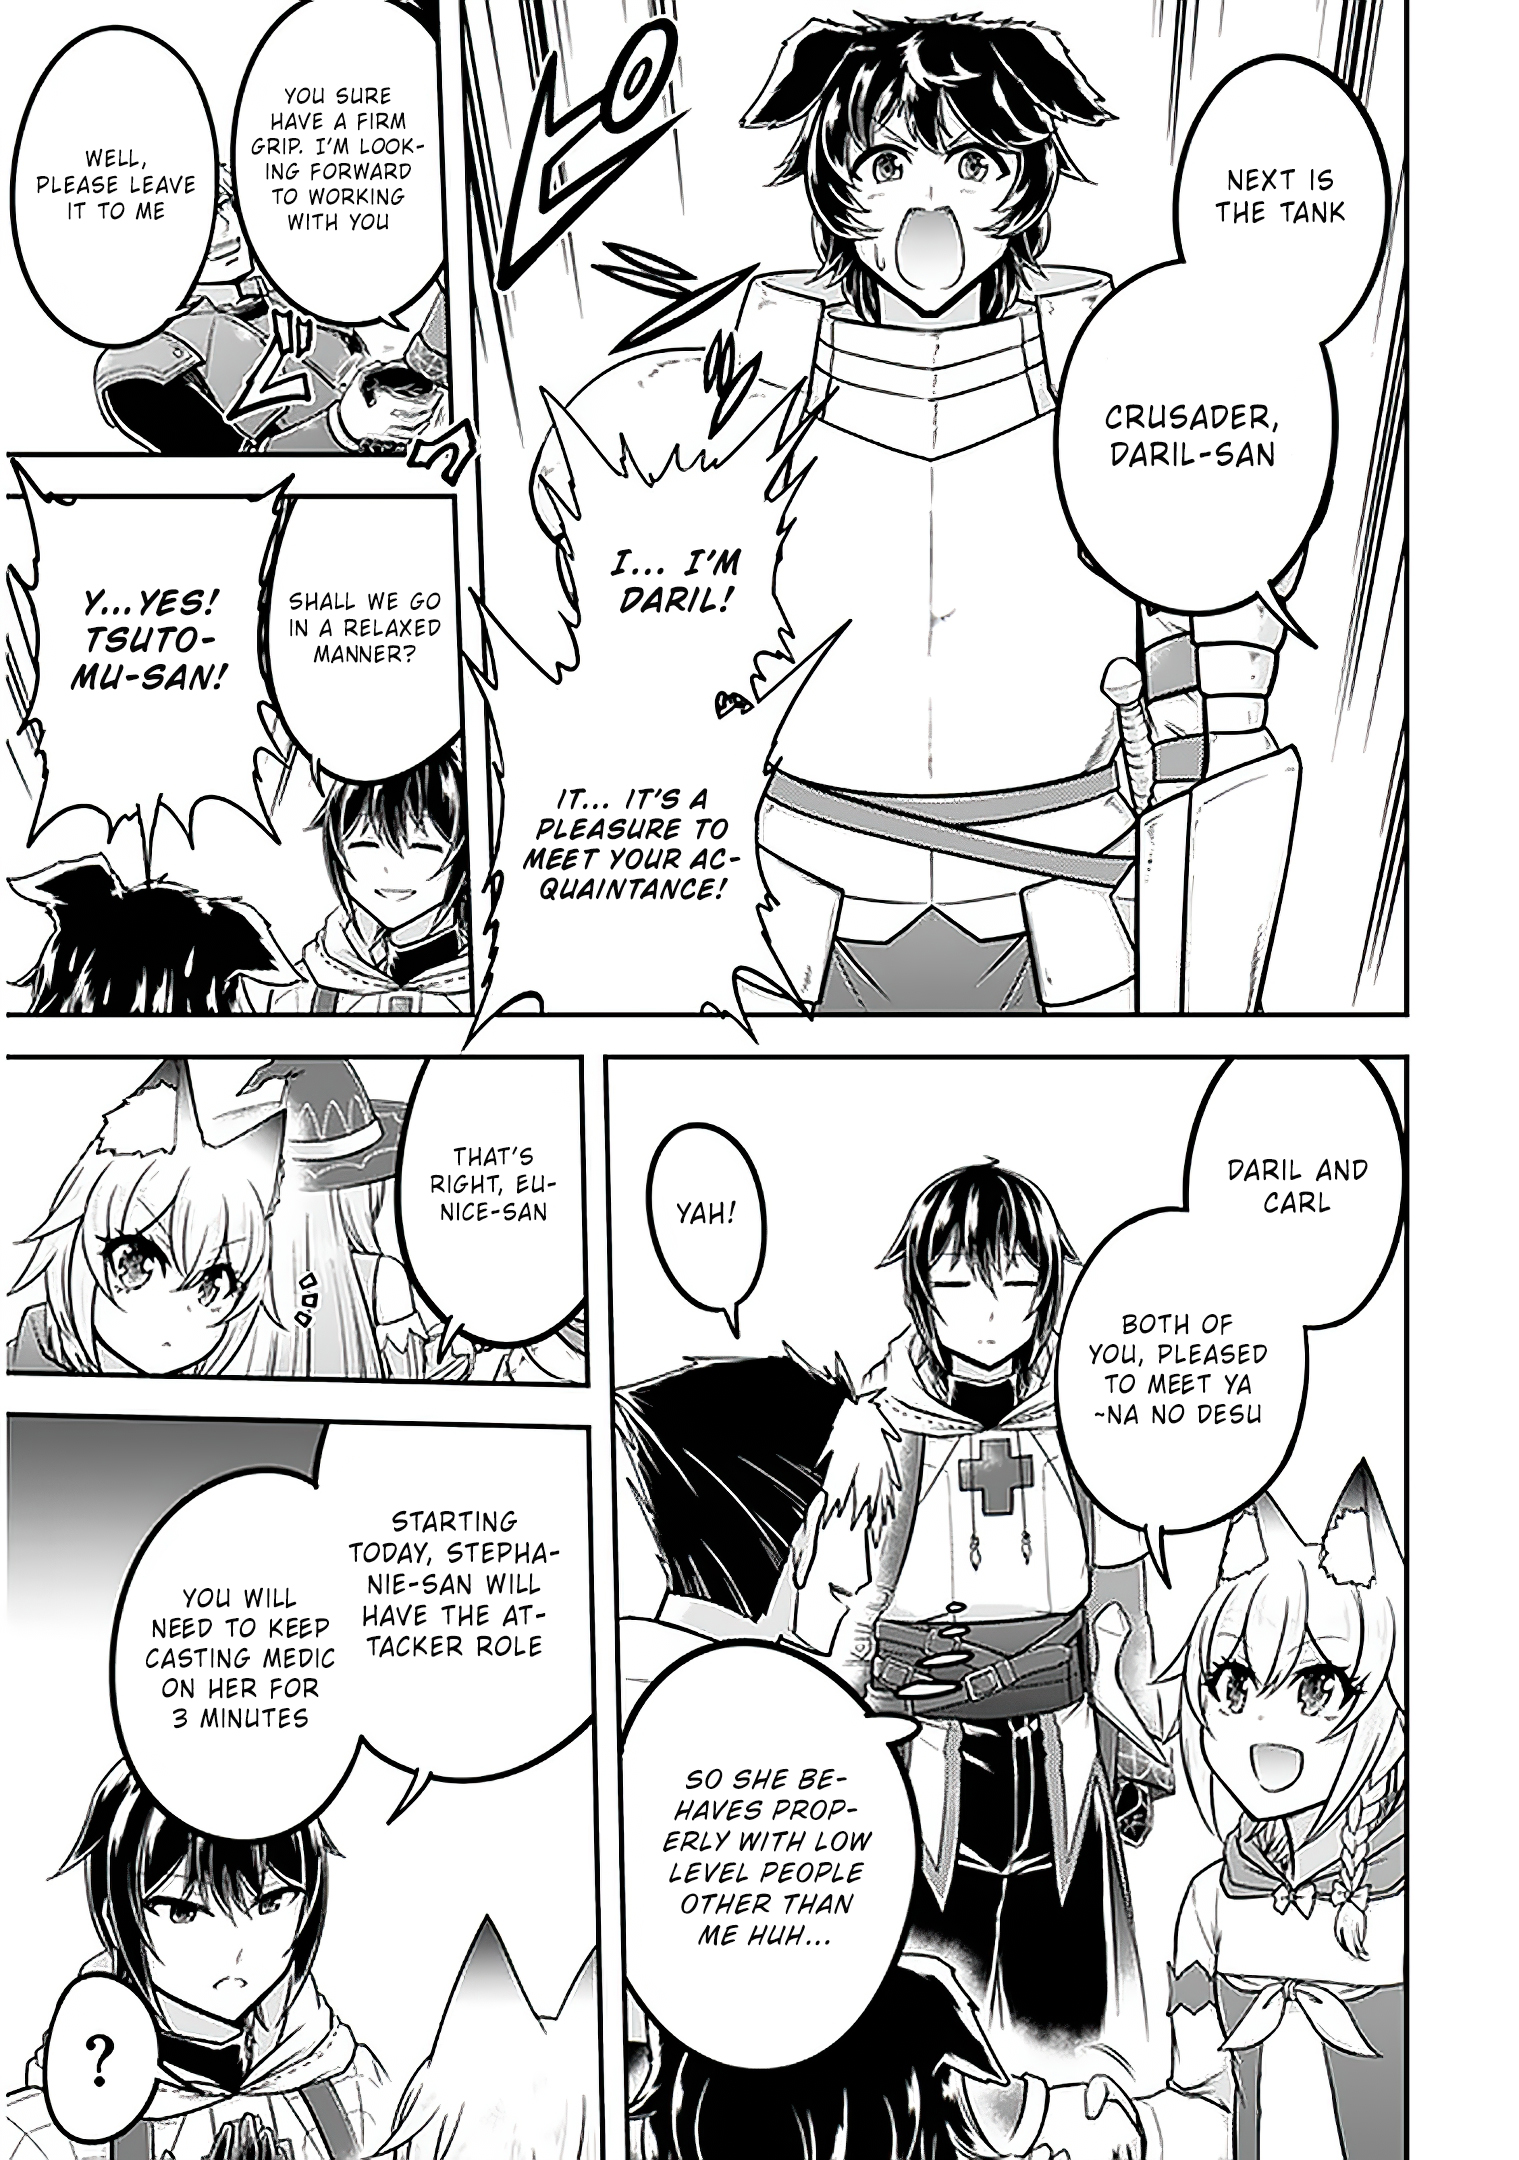 NEXT IS
THE TANK
CRUSADER,
DARIL-SAN
I... I'M
DARIL!
IT... IT'S A
PLEASURE TO
MEET YOUR AC-
QUAINTANCE!
YOU SURE
HAVE A FIRM
GRIP. I'M LOOK-
ING FORWARD
TO WORKING
WITH YOU
WELL,
PLEASE LEAVE
IT TO ME
SHALL WE GO
IN A RELAXED
MANNER?
Y...YES!
TSUTO-
MU-SAN!
DARIL AND
CARL
BOTH OF
YOU, PLEASED
TO MEET YA
~NA NO DESU
YAH!
SO SHE BE-
HAVES PROP-
ERLY WITH LOW
LEVEL PEOPLE
OTHER THAN
ME HUH...
THAT'S
RIGHT, EU-
NICE-SAN
STARTING
TODAY, STEPHA-
NIE-SAN WILL
HAVE THE AT-
TACKER ROLE
YOU WILL
NEED TO KEEP
CASTING MEDIC
ON HER FOR
3 MINUTES
?